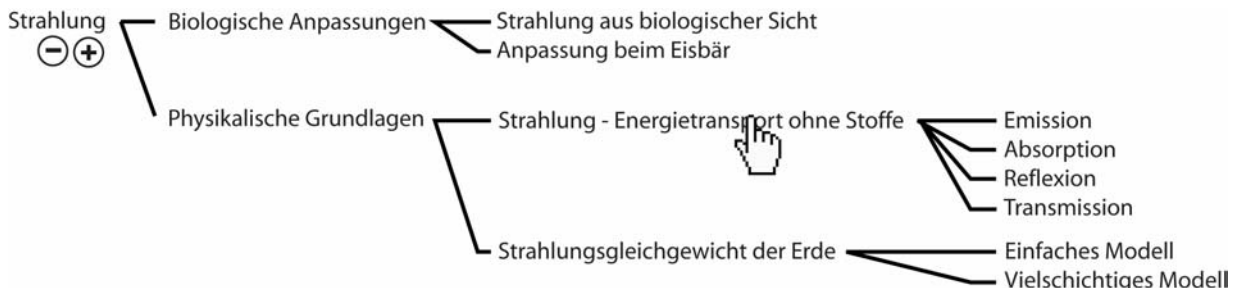 Strahlung
Biologische Anpassungen
Strahlung aus biologischer Sicht
Anpassung beim Eisbär
Physikalische Grundlagen
Strahlung - Energietransport ohne Stoffe
Emission
Absorption
Reflexion
Transmission
Strahlungsgleichgewicht der Erde
Einfaches Modell
Vielschichtiges Modell